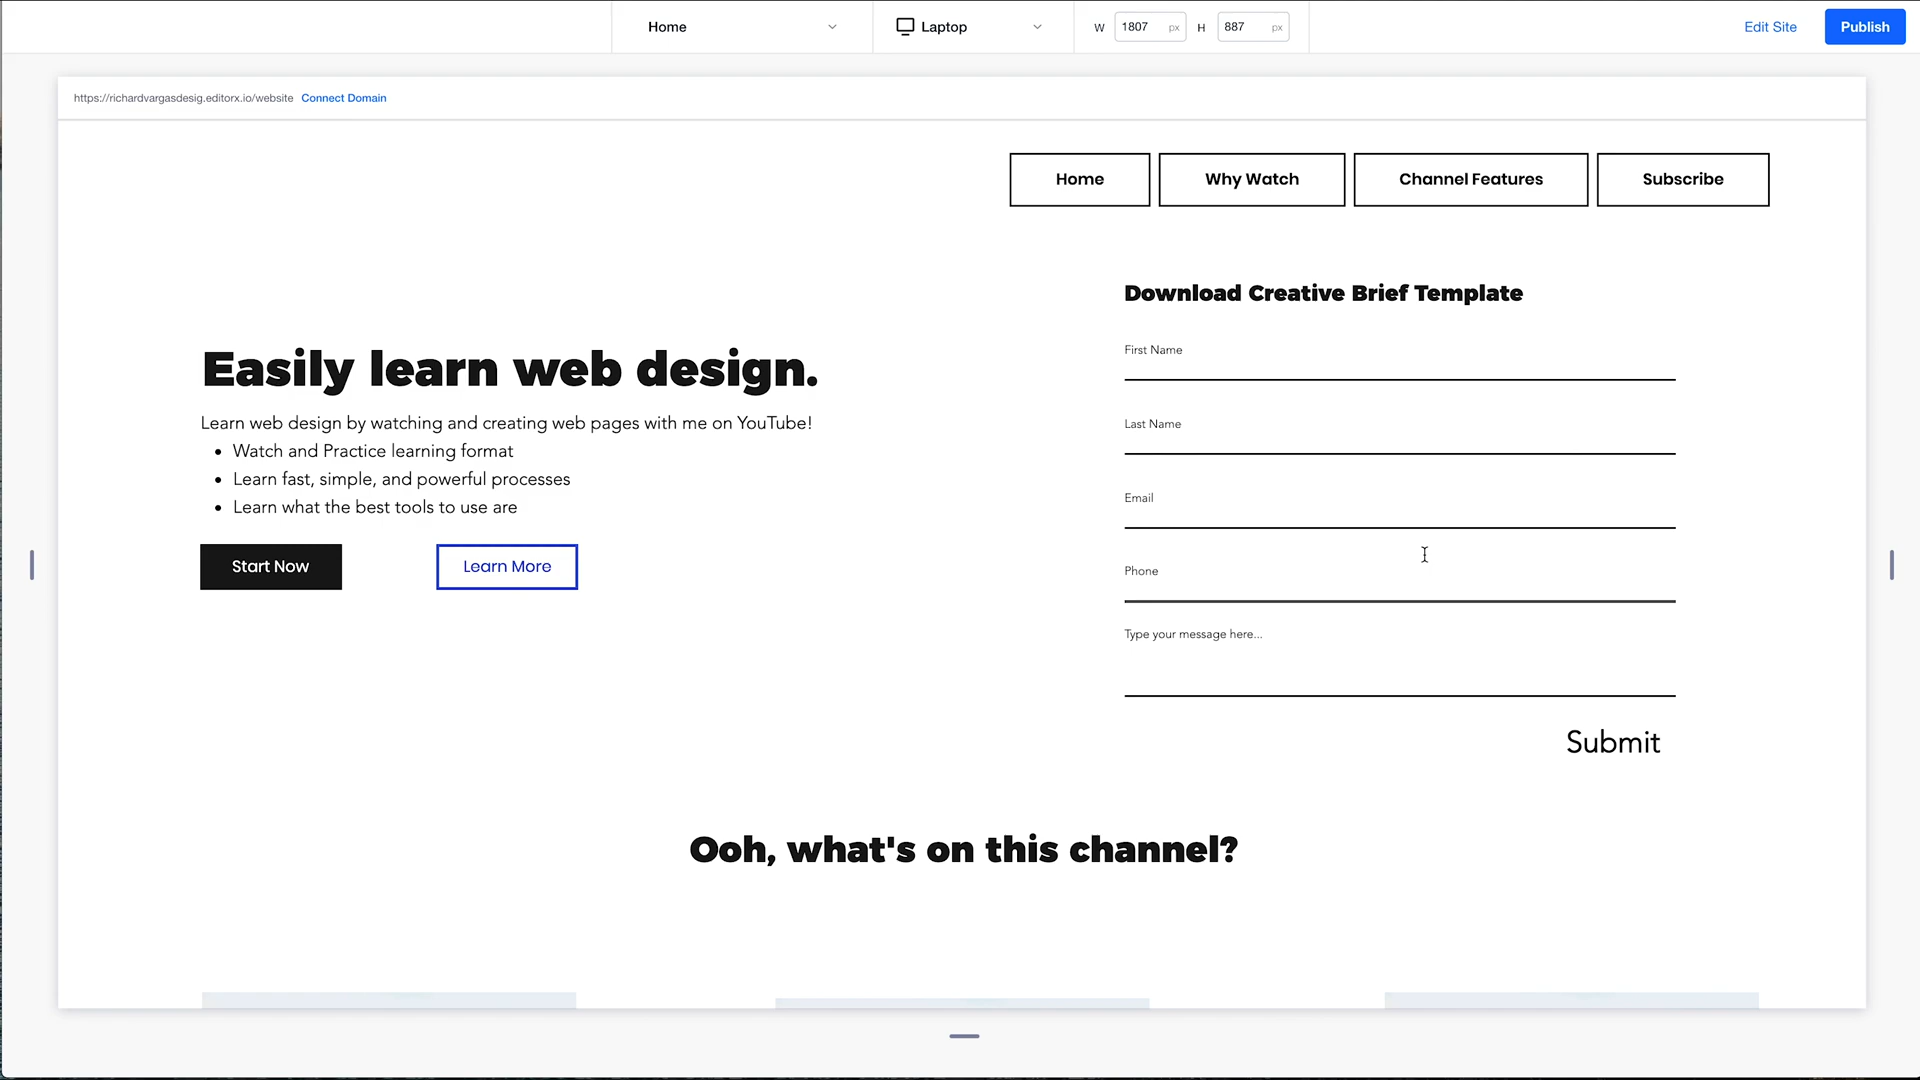 Home
Laptop
W 1807 px H 887 px
Edit Site
Publish
https://richardvargasdesig.editorx.io/website Connect Domain
Home
Why Watch
Channel Features
Subscribe
Easily learn web design.
Learn web design by watching and creating web pages with me on YouTube!
• Watch and Practice learning format
• Learn fast, simple, and powerful processes
• Learn what the best tools to use are
Start Now
Learn More
Download Creative Brief Template
First Name
Last Name
Email
Phone
Type your message here...
Submit
Ooh, what's on this channel?